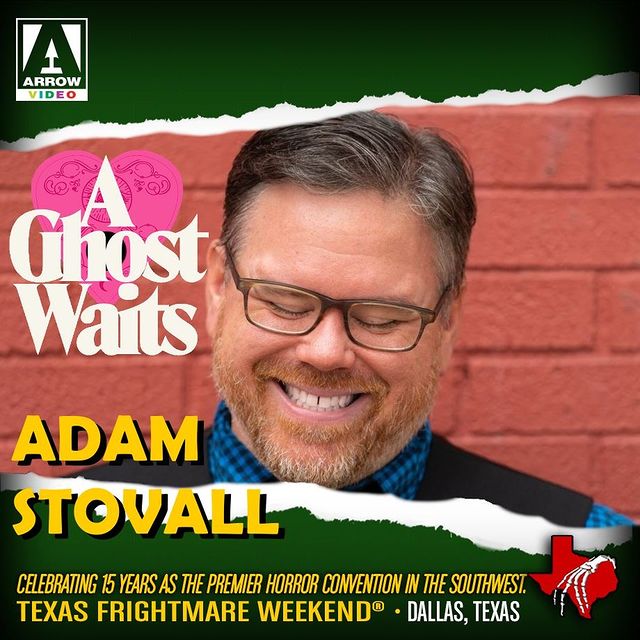 ARROW
VIDEO
A
Ghost
Waits
ADAM
STOVALL
CELEBRATING 15 YEARS AS THE PREMIER HORROR CONVENTION IN THE SOUTHWEST.
TEXAS FRIGHTMARE WEEKEND® · DALLAS, TEXAS